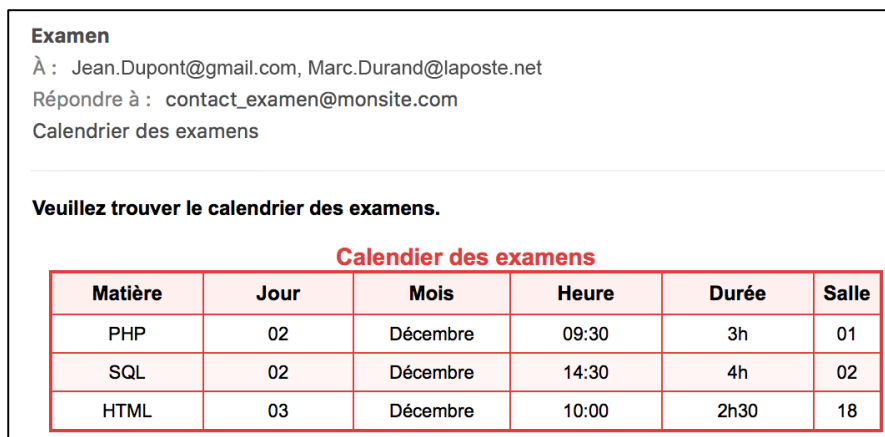 Examen
À : Jean.Dupont@gmail.com, Marc.Durand@laposte.net
Répondre à : contact_examen@monsite.com
Calendrier des examens
Veuillez trouver le calendrier des examens.
Calendier des examens
Matière Jour Mois Heure Durée Salle
PHP 02 Décembre 09:30 3h 01
SQL 02 Décembre 14:30 4h 02
HTML 03 Décembre 10:00 2h30 18